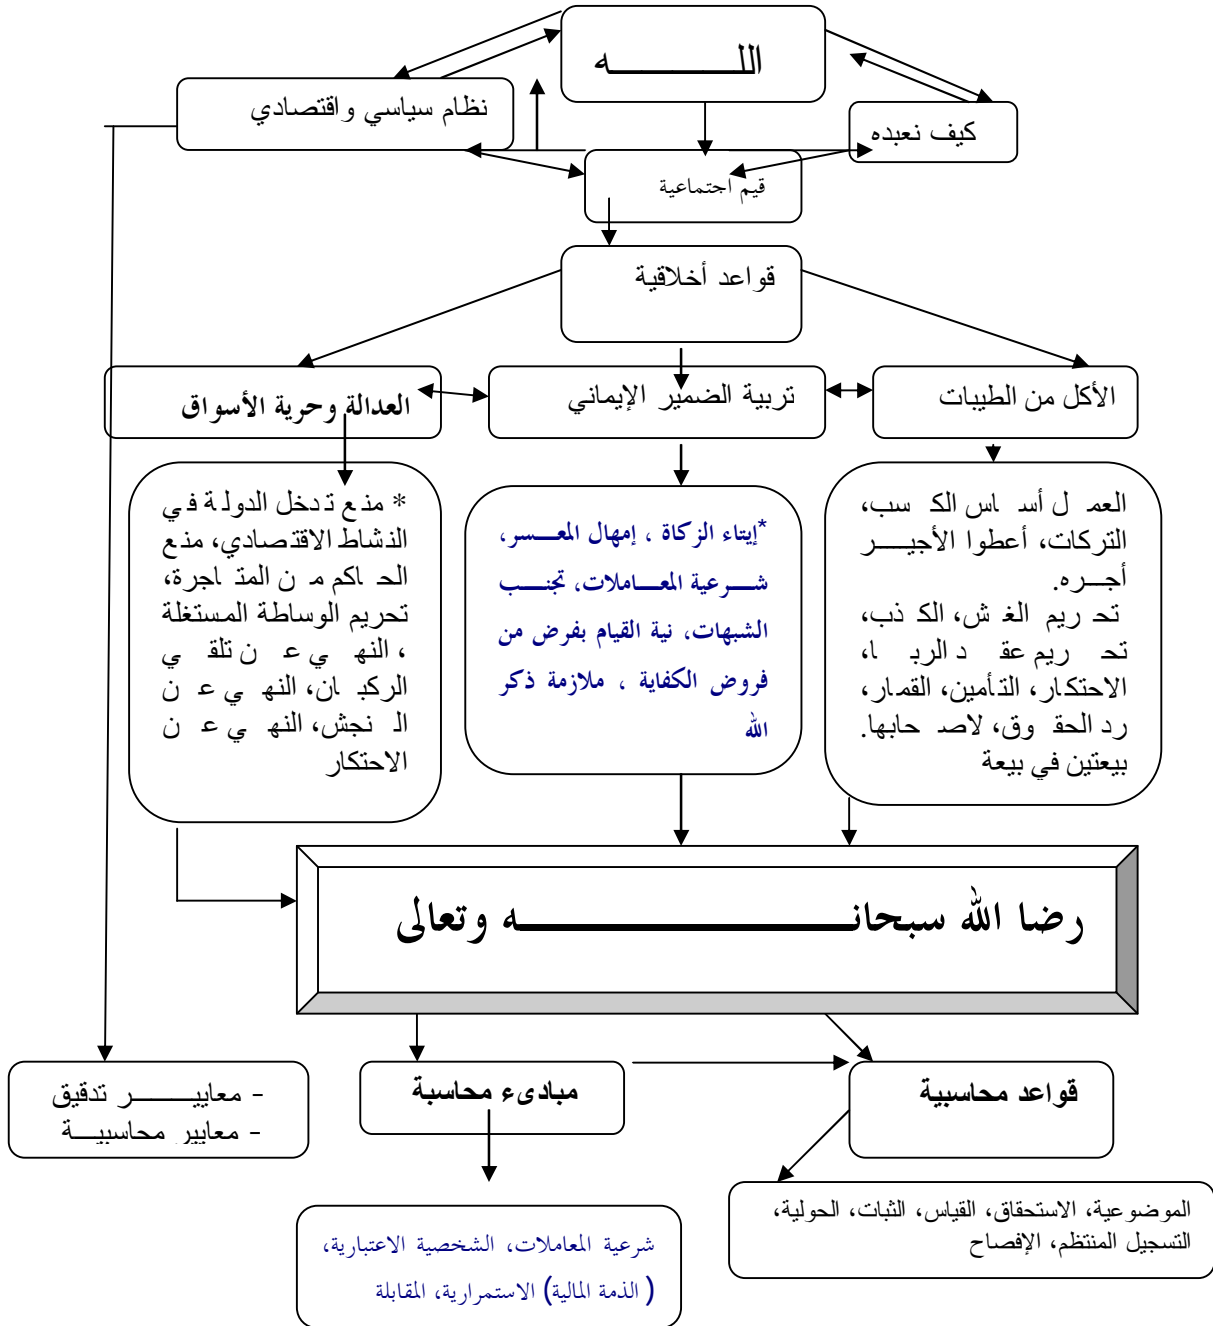 الله
نظام سياسي واقتصادي
كيف نعبده
قيم اجتماعية
قواعد أخلاقية
الأكل من الطيبات
تربية الضمير الإيماني
العدالة وحرية الأسواق
العمل أساس الكسب،
التركات، أعطوا الأجيـــر
أجـــره.
تحريم الغش، الكذب،
تحريم عقد الربا،
الاحتكار، التأمين، القمار،
رد الحقوق، لاصحابها.
بيعتين في بيعة
*إيتاء الزكاة ، إمهال المعسر،
شرعية المعاملات، تجنب
الشبهات، نية القيام بفرض من
فروض الكفاية ، ملازمة ذكر
الله
* منع تدخل الدولة في
النشاط الاقتصادي، منع
الحاكم من المتاجرة،
تحريم الوساطة المستغلة
، النهي عن تلقي
الركبان، النهي عن
النجش، النهي عن
الاحتكار
رضا الله سبحانه وتعالى
قواعد محاسبية
مبادىء محاسبة
- معايير تدقيق
- معايير محاسبية
الموضوعية، الاستحقاق، القياس، الثبات، الحولية،
التسجيل المنتظم، الإفصاح
شرعية المعاملات، الشخصية الاعتبارية،
( الذمة المالية) الاستمرارية، المقابلة